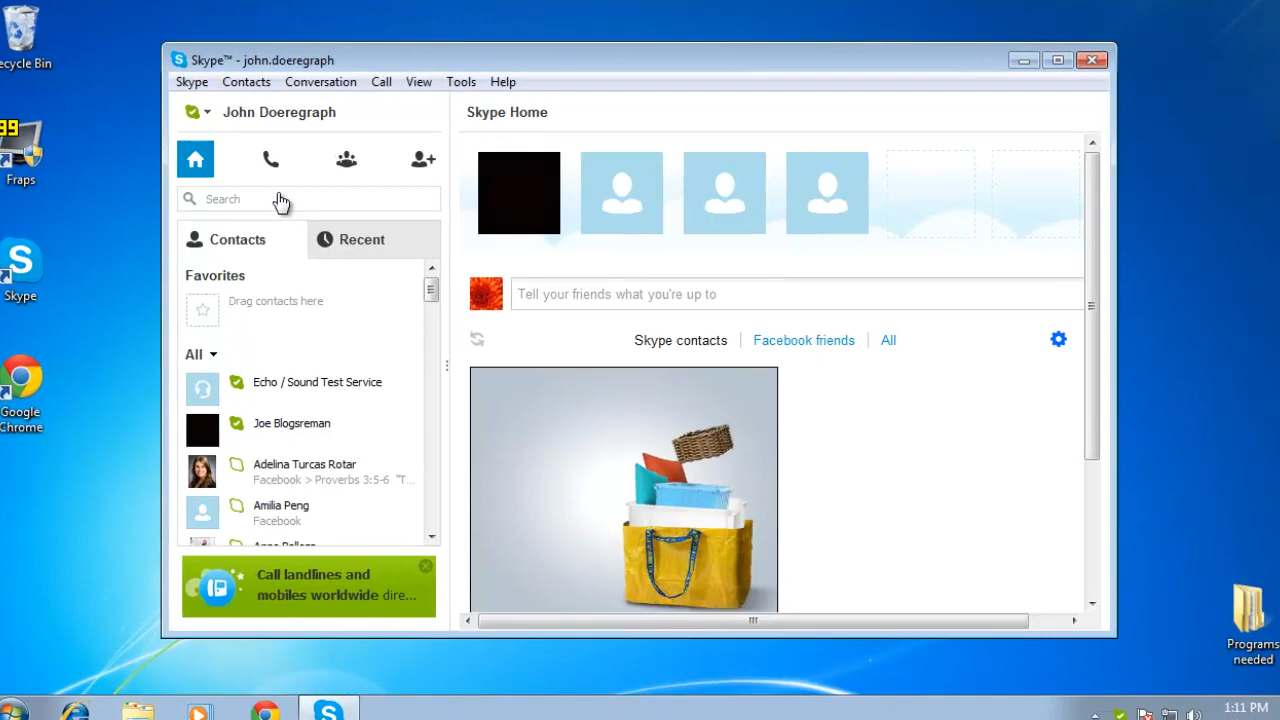 ecycle Bin
99
Fraps
Skype
Google
Chrome
Programs
needed
Skype™ - john.doeregraph
Skype Contacts Conversation Call View Tools Help
John Doeregraph
Search
Contacts
Recent
Favorites
Drag contacts here
All
Echo / Sound Test Service
Joe Blogsreman
Adelina Turcas Rotar
Facebook > Proverbs 3:5-6 "T...
Amilia Peng
Facebook
Call landlines and
mobiles worldwide dire...
Skype Home
Tell your friends what you're up to
Skype contacts Facebook friends All
1:11 PM